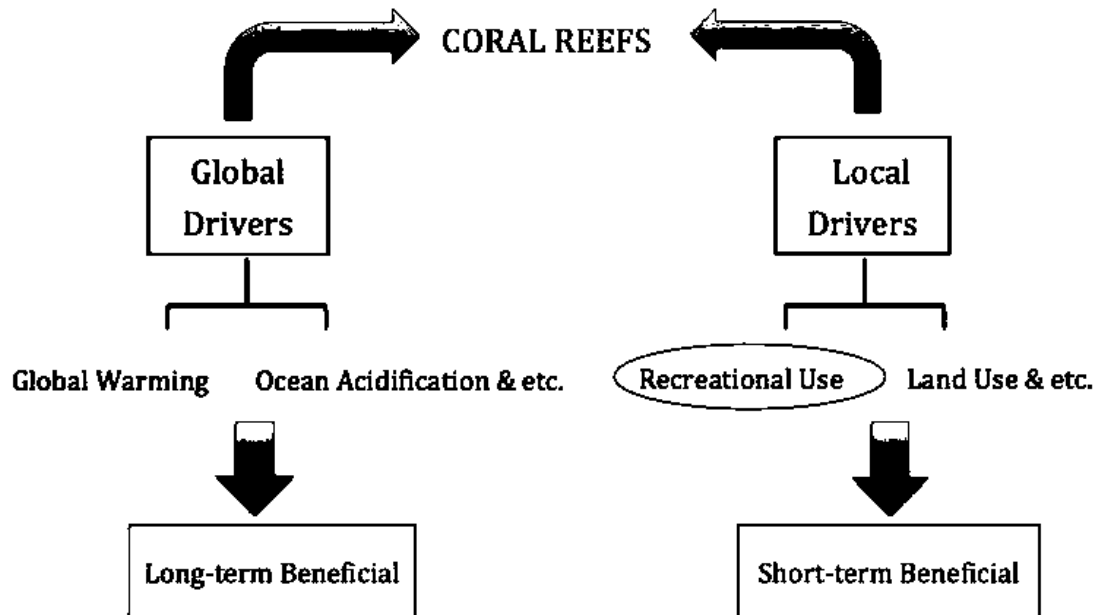 CORAL REEFS
Global
Drivers
Local
Drivers
Global Warming
Ocean Acidification & etc.
Recreational Use
Land Use & etc.
Long-term Beneficial
Short-term Beneficial